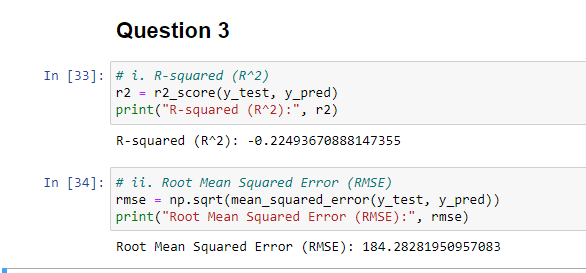 Question 3
In [33]: # i. R-squared (R^2)
r2 = r2_score(y_test, y_pred)
print("R-squared (R^2):", r2)
R-squared (R^2): -0.22493670888147355
In [34]: # ii. Root Mean Squared Error (RMSE)
rmse = np.sqrt(mean_squared_error(y_test, y_pred))
print("Root Mean Squared Error (RMSE):", rmse)
Root Mean Squared Error (RMSE): 184.28281950957083